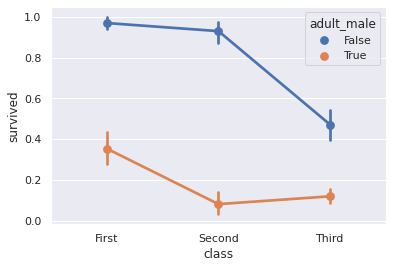 1.0
0.8
0.6
0.4
0.2
0.0
survived
adult_male
False
True
First Second Third
class